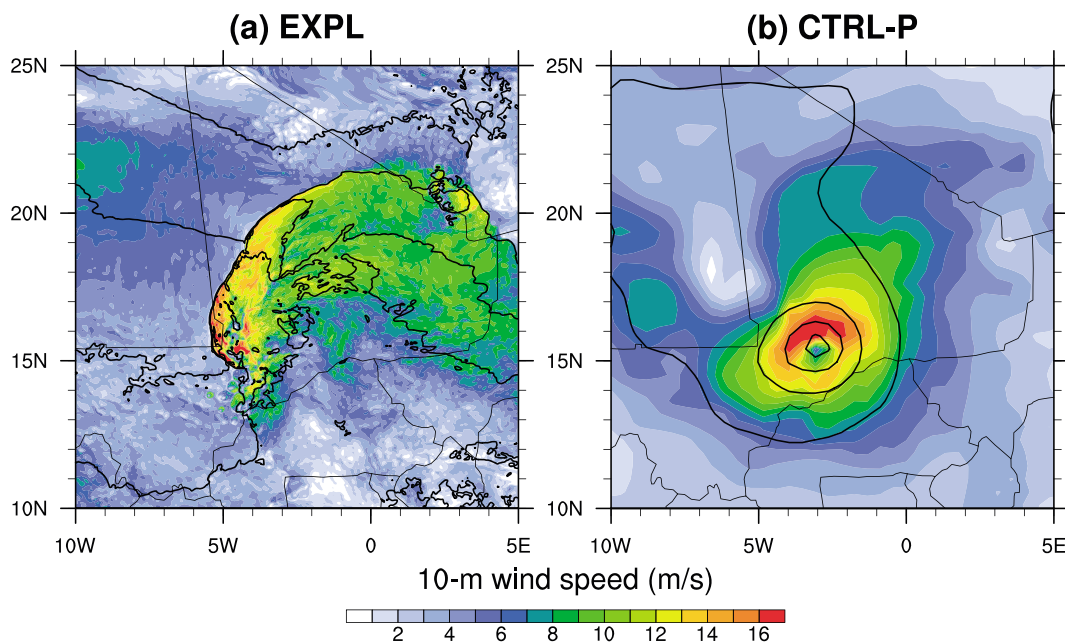 (a) EXPL (b) CTRL-P
25N 25N
20N 20N
15N 15N
10N 10N
10W 5W 0 5E 10W 5W 0 5E
10-m wind speed (m/s)
2 4 6 8 10 12 14 16